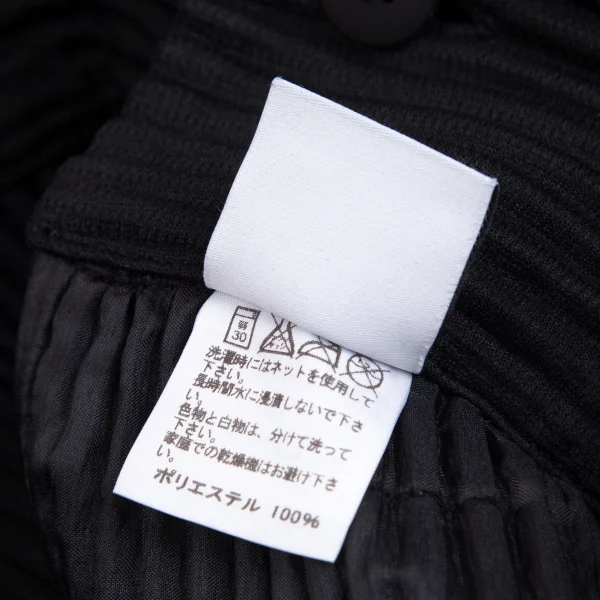 弱
30
洗濯時にはネットを使用して
下さい。
長時間水に浸漬しないで下さ
い。
色物と白物は、分けて洗って
下さい。
家庭での乾燥機はお避け下さ
い。
ポリエステル 100%